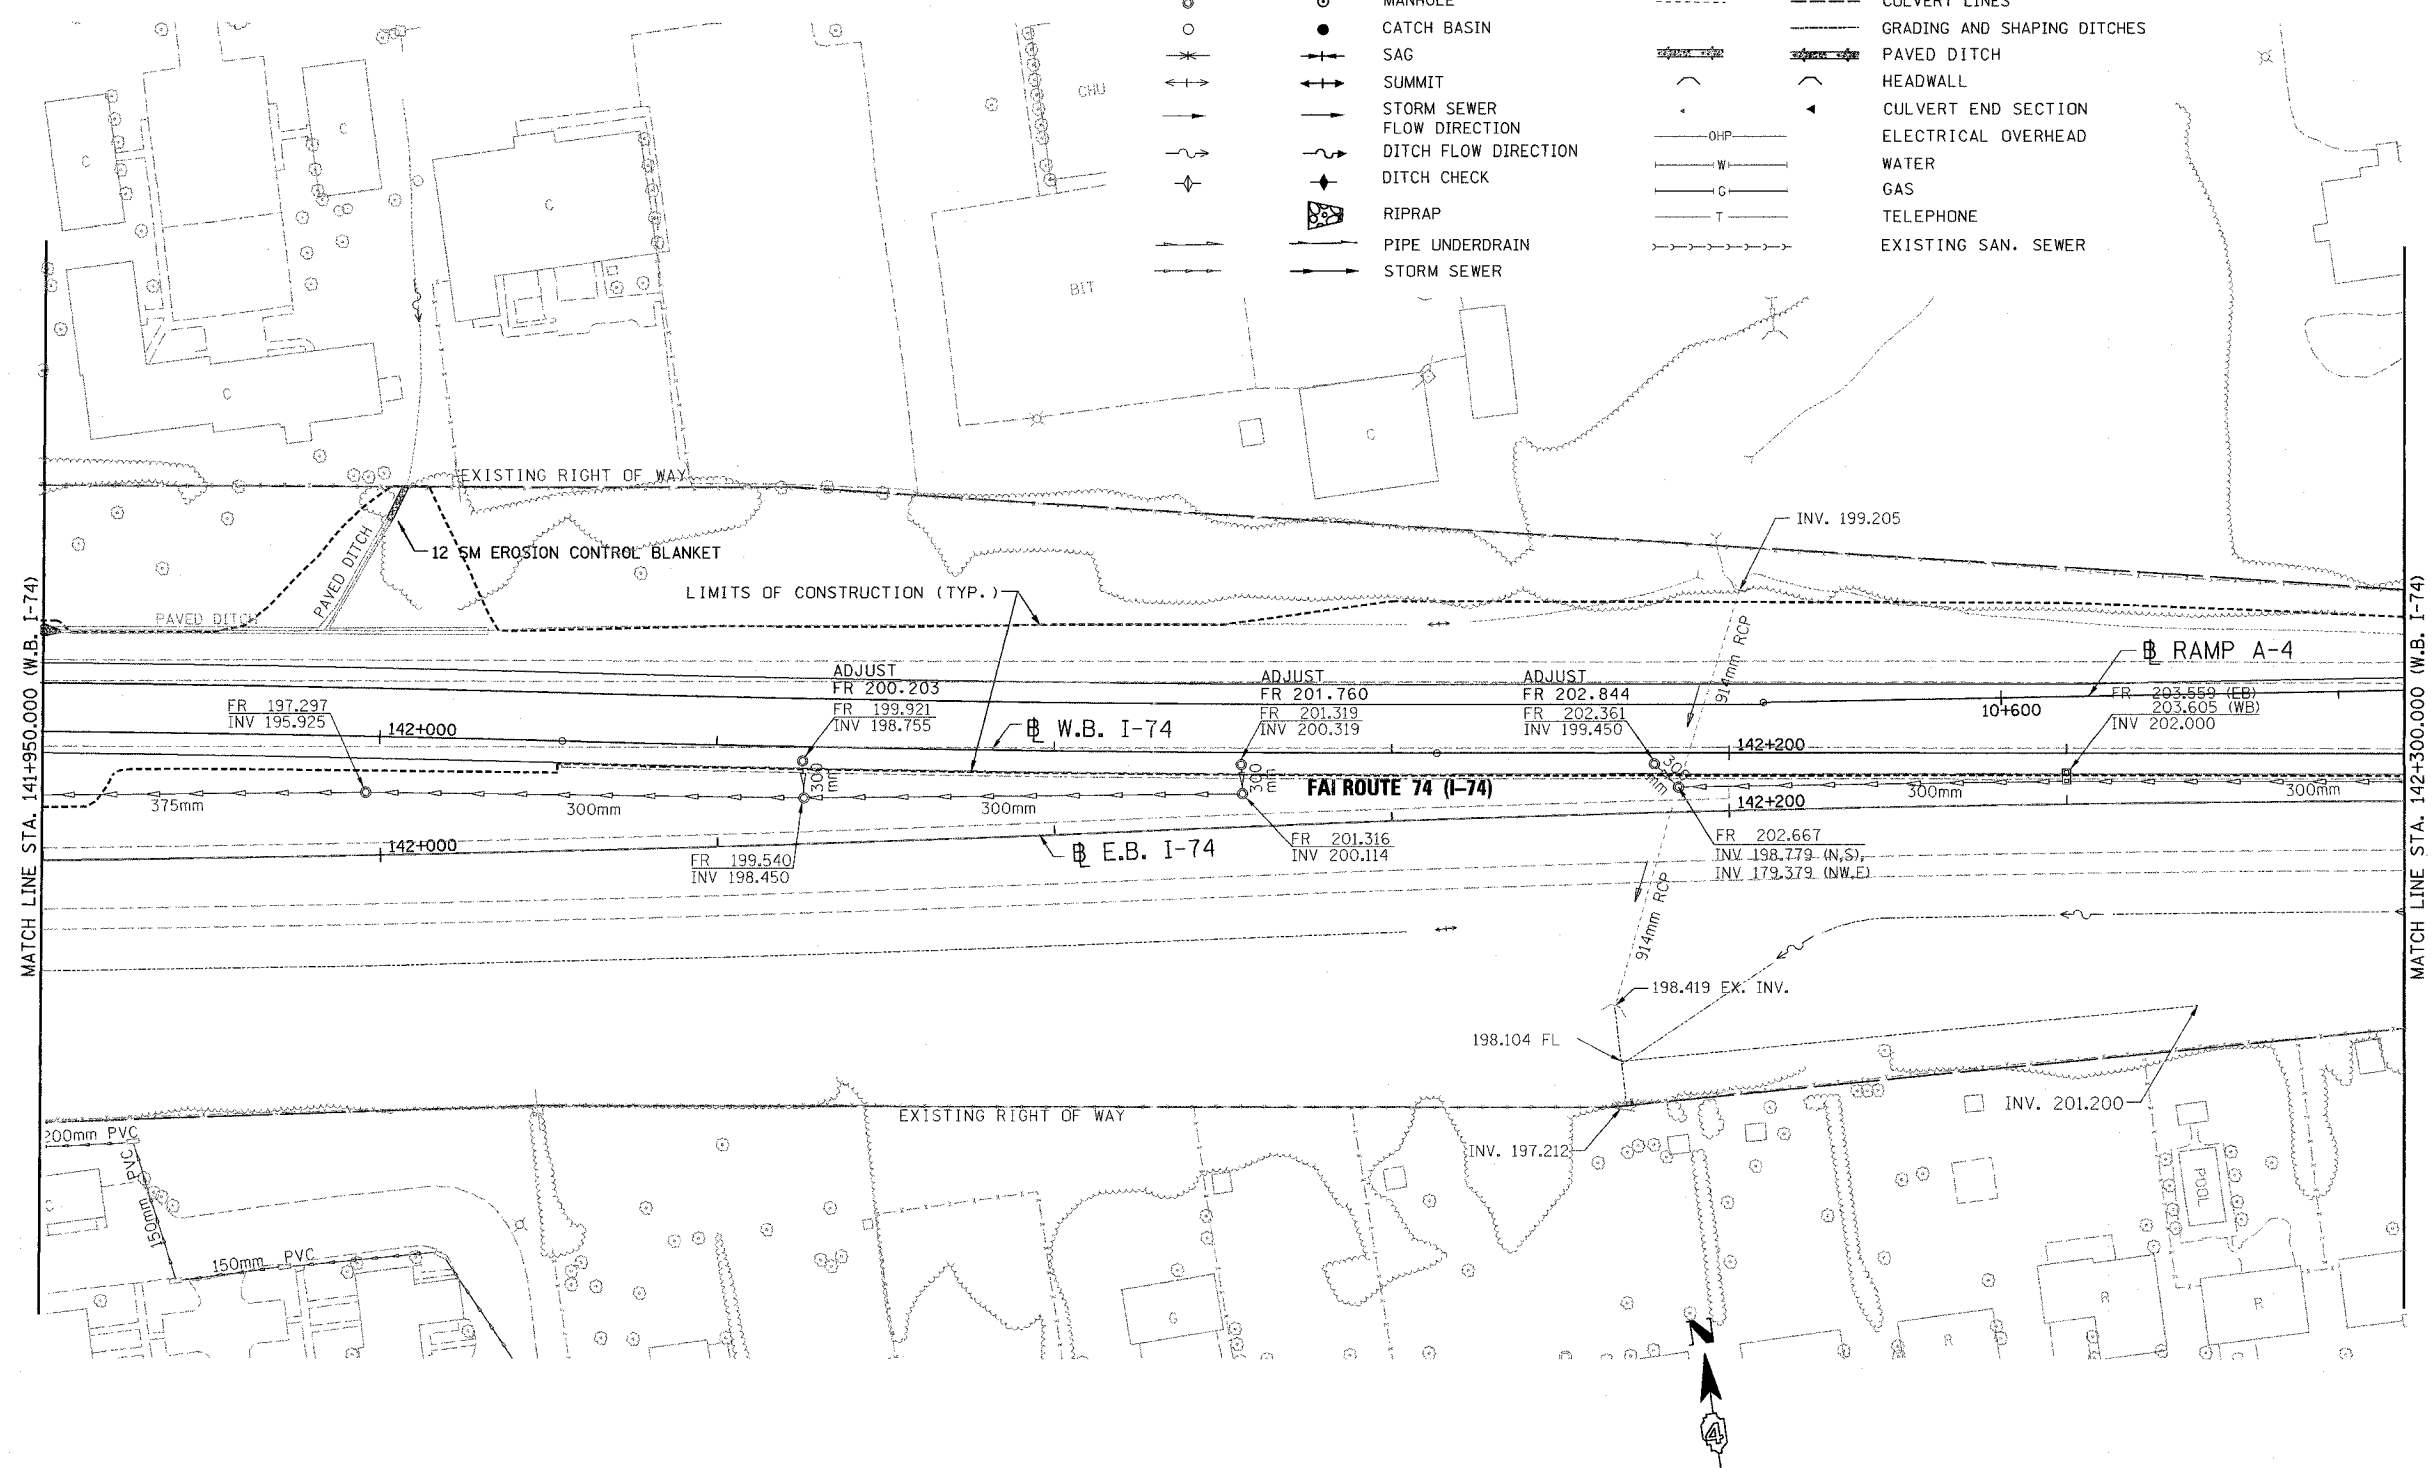 MANHOLE
CULVERT LINES
CATCH BASIN
GRADING AND SHAPING DITCHES
SAG
PAVED DITCH
SUMMIT
HEADWALL
STORM SEWER
FLOW DIRECTION
CULVERT END SECTION
OHP
ELECTRICAL OVERHEAD
DITCH FLOW DIRECTION
W
WATER
DITCH CHECK
G
GAS
RIPRAP
T
TELEPHONE
PIPE UNDERDRAIN
EXISTING SAN. SEWER
STORM SEWER
CHU
C
C
C
BIT
C
C
EXISTING RIGHT OF WAY
INV. 199.205
12 SM EROSION CONTROL BLANKET
PAVED DITCH
PAVED DITCH
LIMITS OF CONSTRUCTION (TYP.)
914mm RCP
℄ RAMP A-4
MATCH LINE STA. 141+950.000 (W.B. I-74)
MATCH LINE STA. 142+300.000 (W.B. I-74)
ADJUST
FR 200.203
FR 199.921
INV 198.755
ADJUST
FR 201.760
FR 201.319
INV 200.319
ADJUST
FR 202.844
FR 202.361
INV 199.450
FR 203.559 (EB)
203.605 (WB)
INV 202.000
10+600
FR 197.297
INV 195.925
142+000
B W.B. I-74
142+200
375mm
300mm
300
mm
300mm
300
mm
FAI ROUTE 74 (I-74)
300
mm
300mm
300mm
142+200
142+000
FR 199.540
INV 198.450
B E.B. I-74
FR 201.316
INV 200.114
FR 202.667
INV 198.779 (N,S),
INV 179.379 (NW,E)
914mm RCP
198.419 EX. INV.
198.104 FL
EXISTING RIGHT OF WAY
INV. 201.200
INV. 197.212
200mm PVC
150mm PVC
150mm PVC
POOL
G
R
R
R
N
4